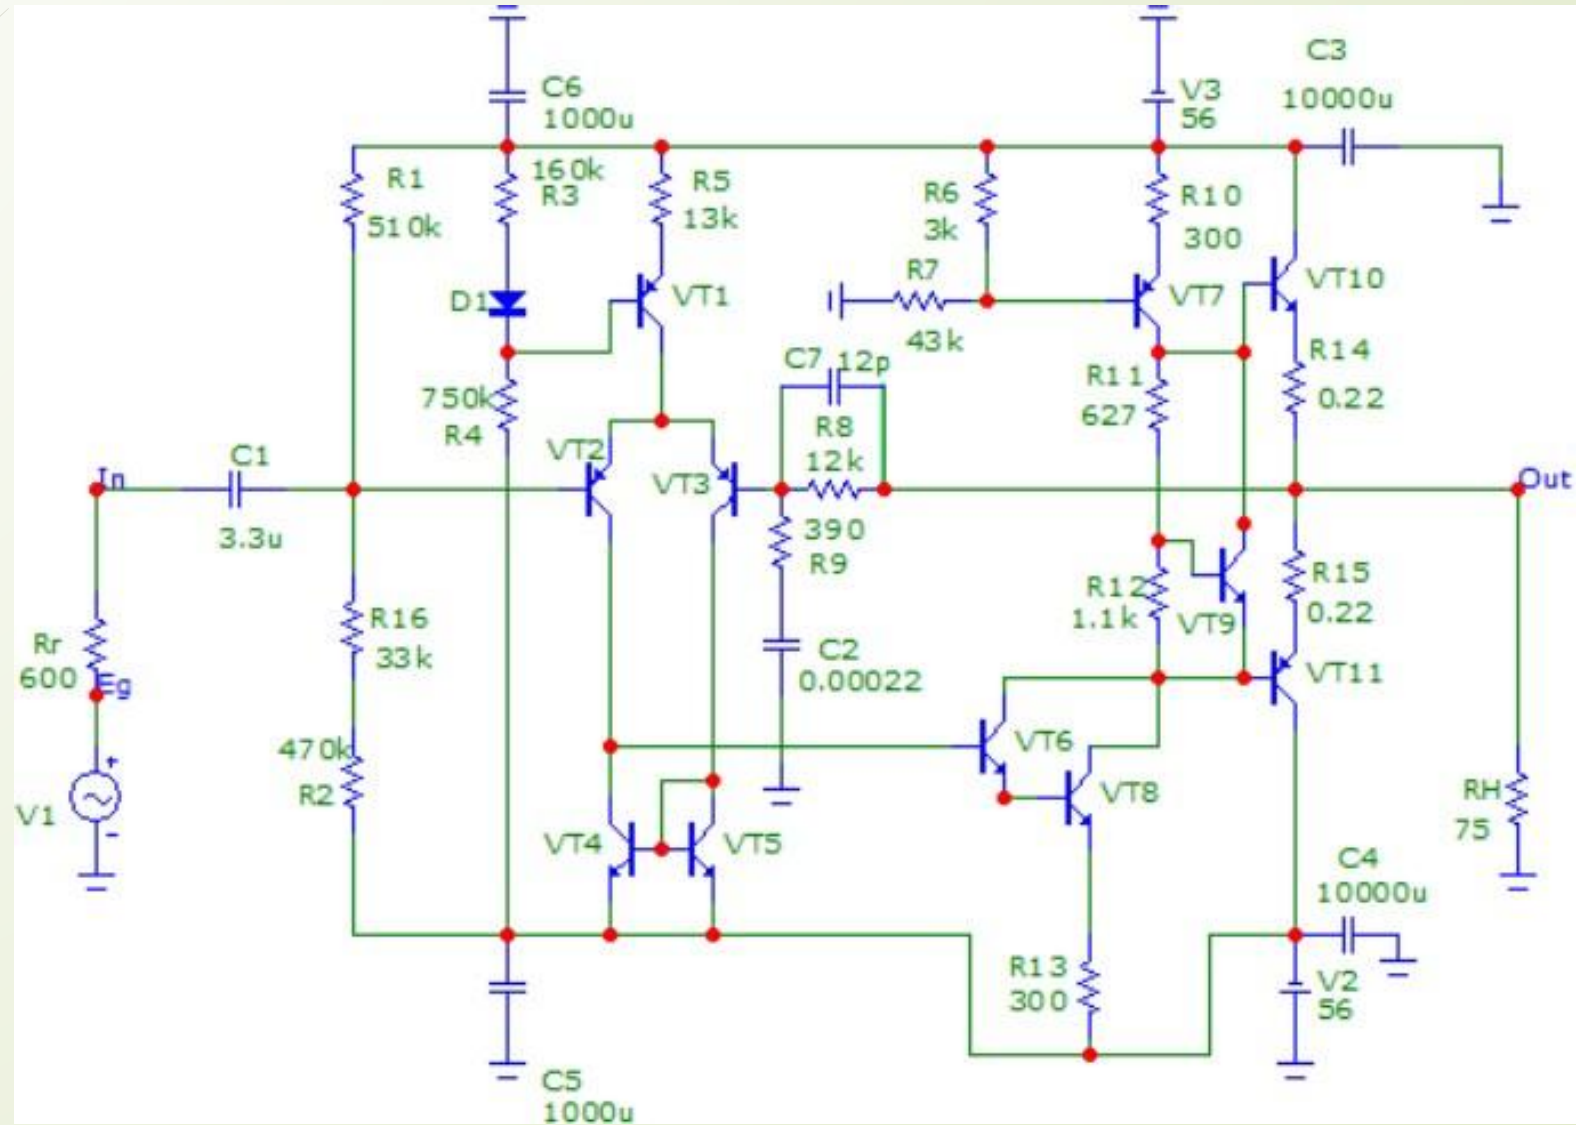 C6
1000u
V3
56
C3
10000u
R1
510k
160k
R3
R5
13k
R6
3k
R10
300
R7
43k
D1
VT1
VT7
VT10
C7 12p
R14
0.22
R11
627
750k
R4
R8
12k
VT2
VT3
In
C1
3.3u
Out
390
R9
R15
0.22
R12
1.1k
VT9
R16
33k
C2
0.00022
Rr
600
Eg
VT11
470k
R2
VT6
VT8
V1
+
-
RH
75
VT4
VT5
C4
10000u
R13
300
V2
56
C5
1000u